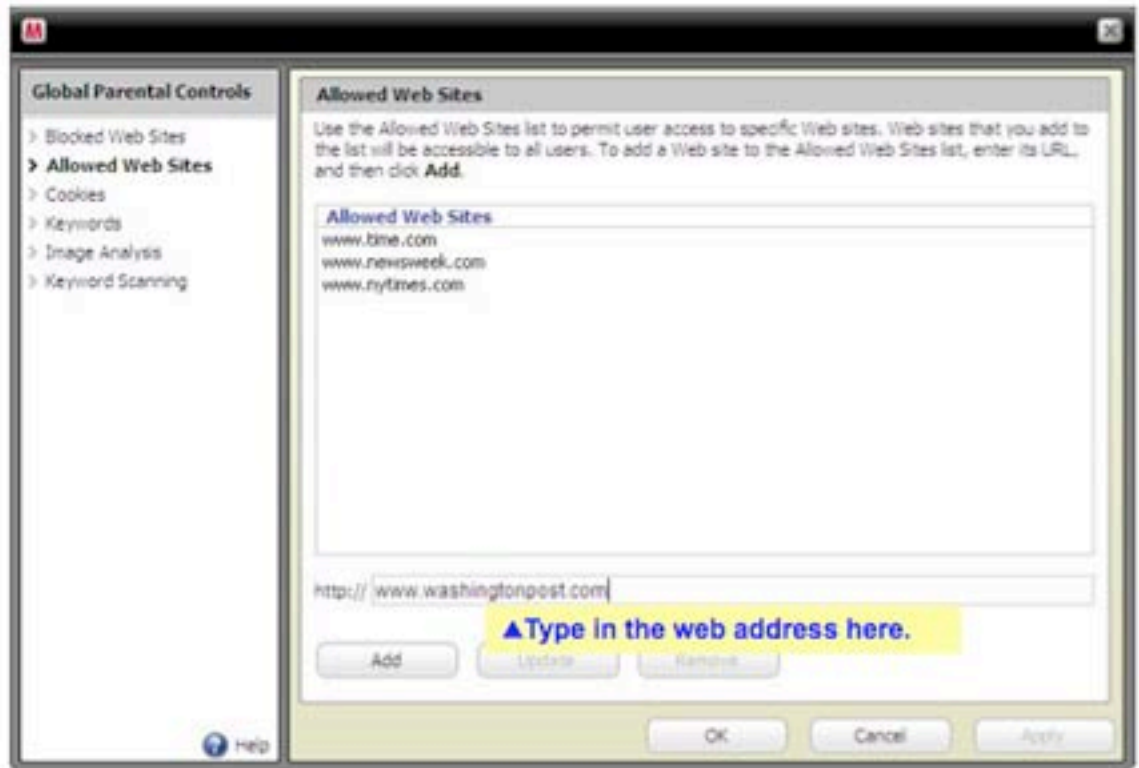 M
Global Parental Controls
> Blocked Web Sites
> Allowed Web Sites
> Cookies
> Keywords
> Image Analysis
> Keyword Scanning
Help
Allowed Web Sites
Use the Allowed Web Sites list to permit user access to specific Web sites. Web sites that you add to
the list will be accessible to all users. To add a Web site to the Allowed Web Sites list, enter its URL,
and then click Add.
Allowed Web Sites
www.time.com
www.newsweek.com
www.nytimes.com
http:// www.washingtonpost.com
▲Type in the web address here.
Add Update Remove
OK Cancel Apply